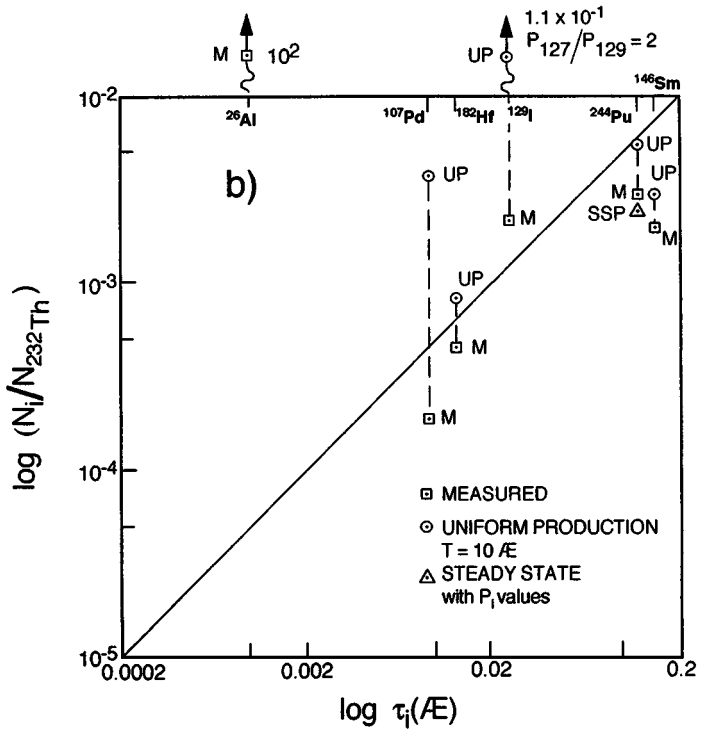 1.1 x 10⁻¹
M 10² UP P₁₂₇/P₁₂₉ = 2
¹⁴⁶Sm
10⁻²
²⁶Al ¹⁰⁷Pd ¹⁸²Hf ¹²⁹I ²⁴⁴Pu
b)
UP
UP
UP
M
SSP
M
M
10⁻³
UP
M
M
10⁻⁴
MEASURED
UNIFORM PRODUCTION
T = 10 Æ
STEADY STATE
with Pᵢ values
10⁻⁵
0.0002 0.002 0.02 0.2
log τᵢ(Æ)
log (Nᵢ/N₂₃₂Th)